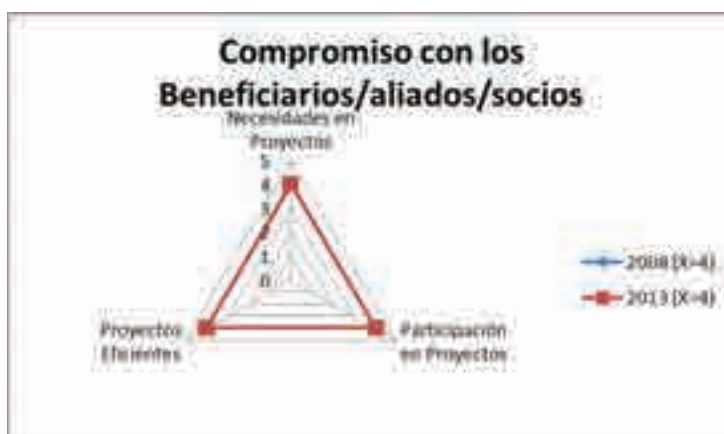 Compromiso con los
Beneficiarios/aliados/socios
Necesidades en
Proyectos
5
4
3
2
1
0
Proyectos
Eficientes
Participación
en Proyectos
2008 (X=4)
2013 (X=4)